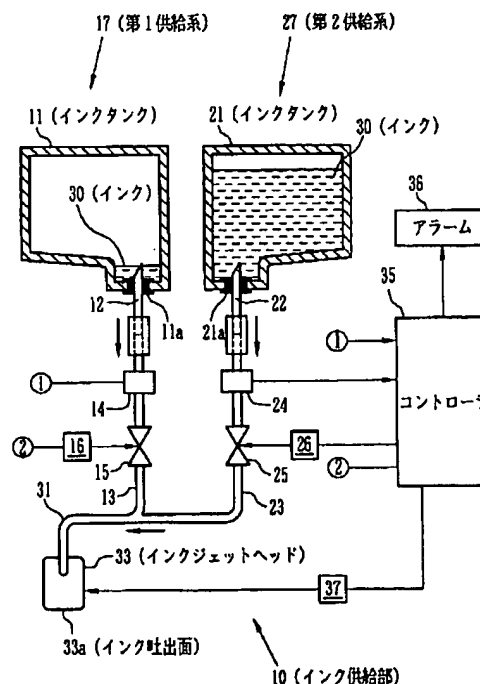 17(第1供給系)
27(第2供給系)
11(インクタンク)
21(インクタンク)
30(インク)
30(インク)
36
アラーム
12
11a
21a
22
35
①
コントローラ
①
14
24
②
16
15
25
26
②
31
13
23
33(インクジェットヘッド)
37
33a(インク吐出面)
10(インク供給部)